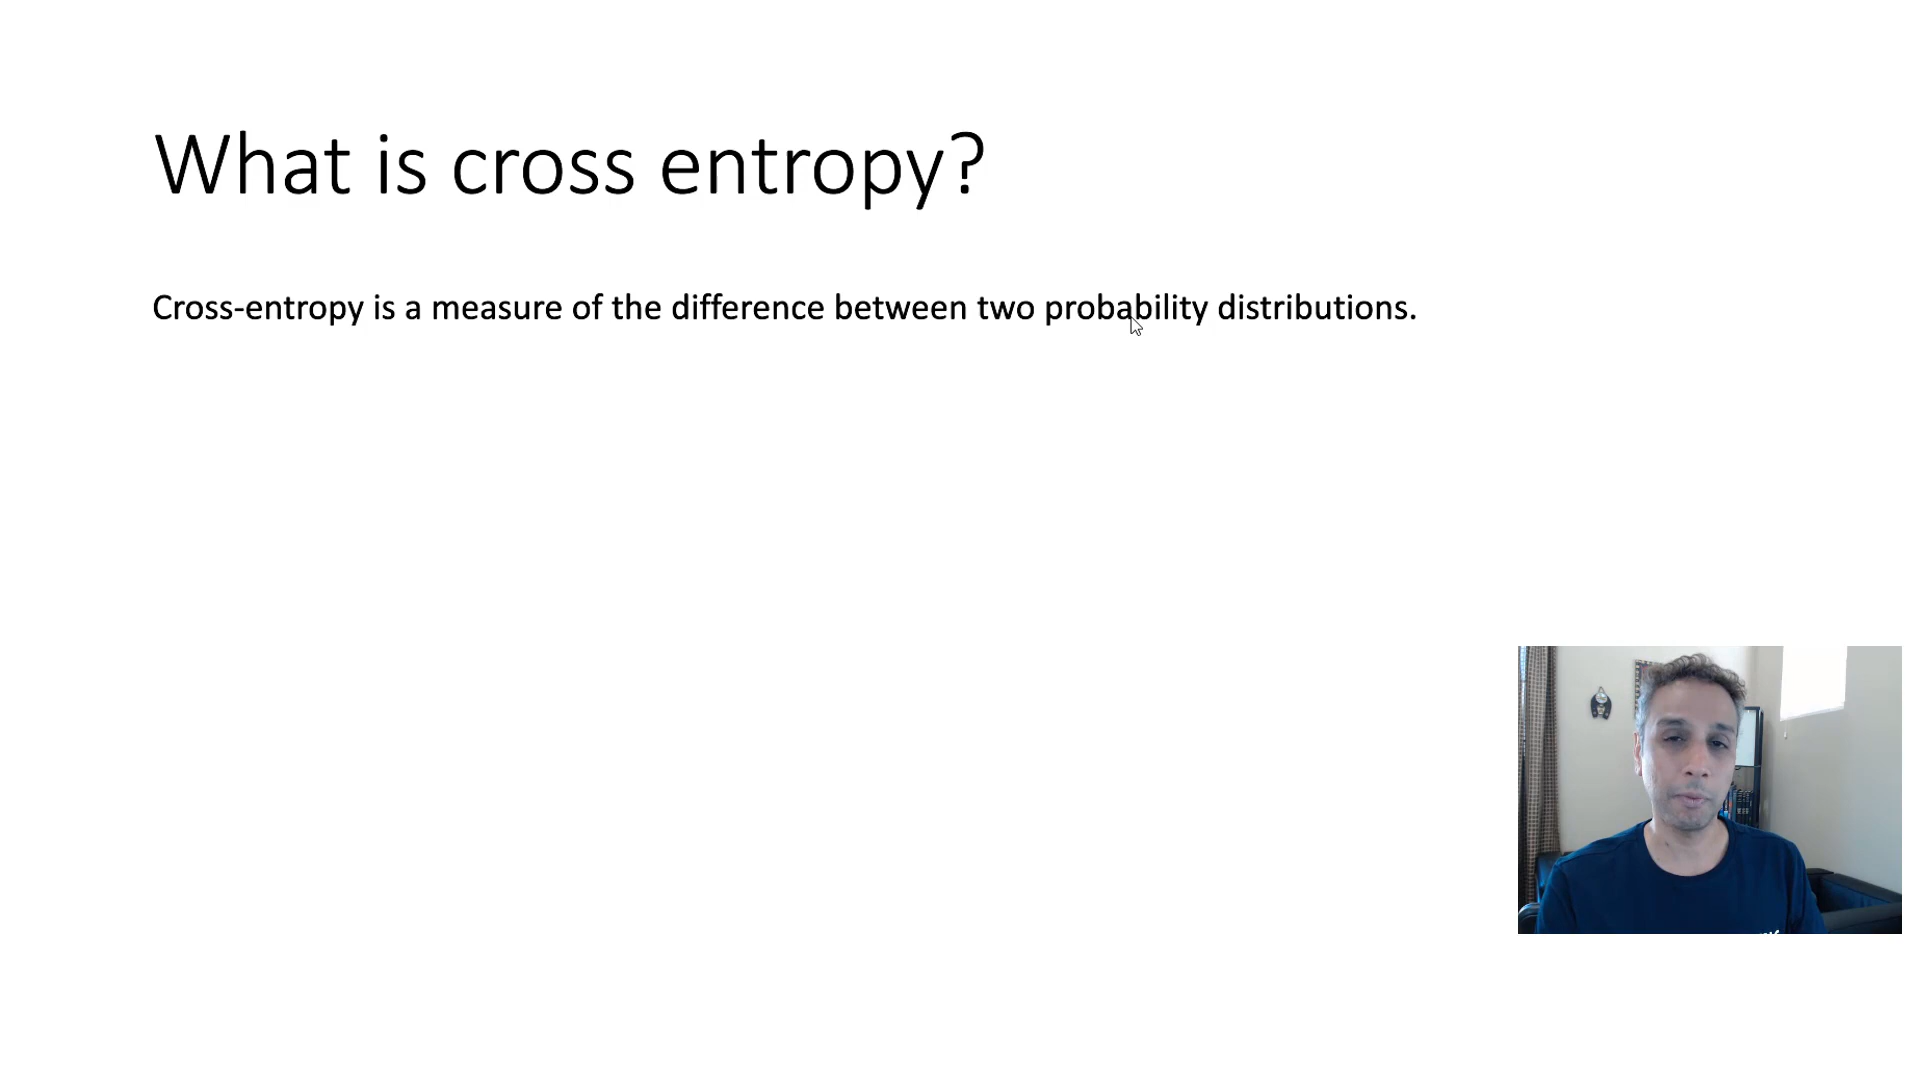 What is cross entropy?
Cross-entropy is a measure of the difference between two probability distributions.